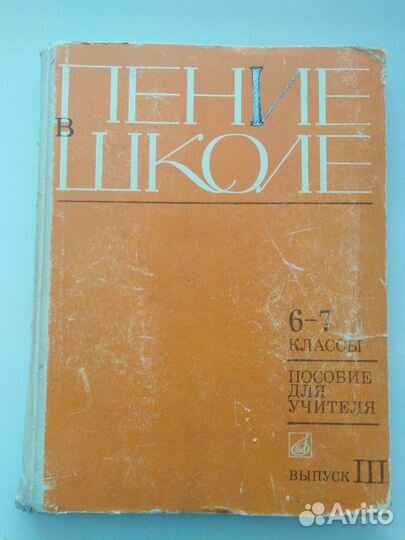 ПЕНИЕ
В
ШКОЛЕ
6-7
КЛАССЫ
ПОСОБИЕ
ДЛЯ
УЧИТЕЛЯ
ВЫПУСК III
Avito